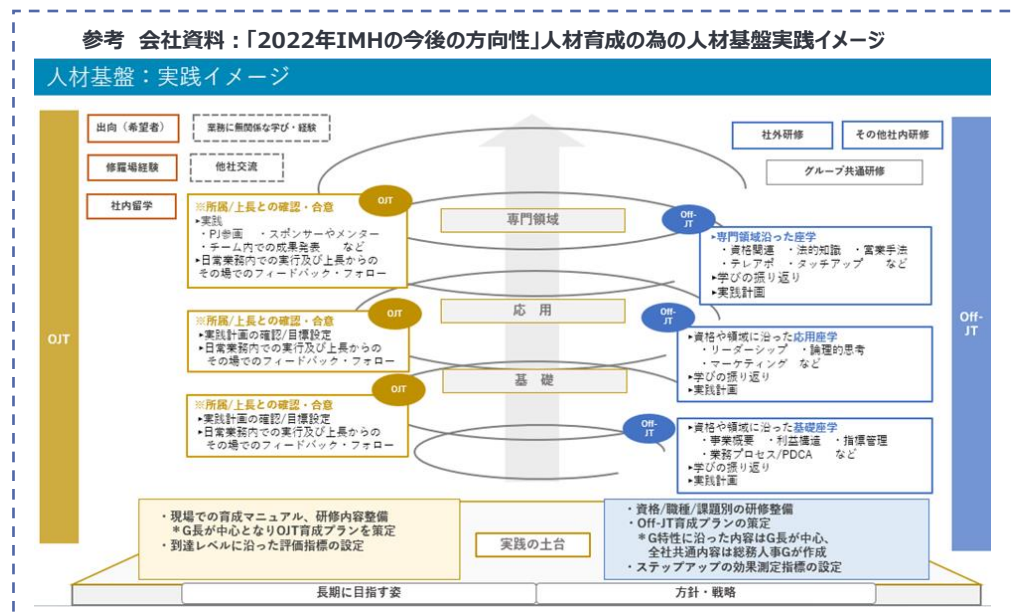 参考 会社資料：「2022年IMHの今後の方向性」人材育成の為の人材基盤実践イメージ
人材基盤：実践イメージ
OJT
出向（希望者）
業務に無関係な学び・経験
修羅場経験
他社交流
社内留学
社外研修
その他社内研修
グループ共通研修
OJT
※所属/上長との確認・合意
▸実践
・PJ参画　・スポンサーやメンター
・チーム内での成果発表　など
▸日常業務内での実行及び上長からの
その場でのフィードバック・フォロー
専門領域
Off-
JT
▸専門領域沿った座学
・資格関連　・法的知識　・営業手法
・テレアポ　・タッチアップ　など
▸学びの振り返り
▸実践計画
OJT
※所属/上長との確認・合意
▸実践計画の確認/目標設定
▸日常業務内での実行及び上長からの
その場でのフィードバック・フォロー
応 用
Off-
JT
▸資格や領域に沿った応用座学
・リーダーシップ　・論理的思考
・マーケティング　など
▸学びの振り返り
▸実践計画
OJT
※所属/上長との確認・合意
▸実践計画の確認/目標設定
▸日常業務内での実行及び上長からの
その場でのフィードバック・フォロー
基 礎
Off-
JT
▸資格や領域に沿った基礎座学
・事業概要　・利益構造　・指標管理
・業務プロセス/PDCA　など
▸学びの振り返り
▸実践計画
Off-
JT
・現場での育成マニュアル、研修内容整備
＊G長が中心となりOJT育成プランを策定
・到達レベルに沿った評価指標の設定
実践の土台
・資格/職種/課題別の研修整備
・Off-JT育成プランの策定
＊G特性に沿った内容はG長が中心、
全社共通内容は総務人事Gが作成
・ステップアップの効果測定指標の設定
長期に目指す姿
方針・戦略